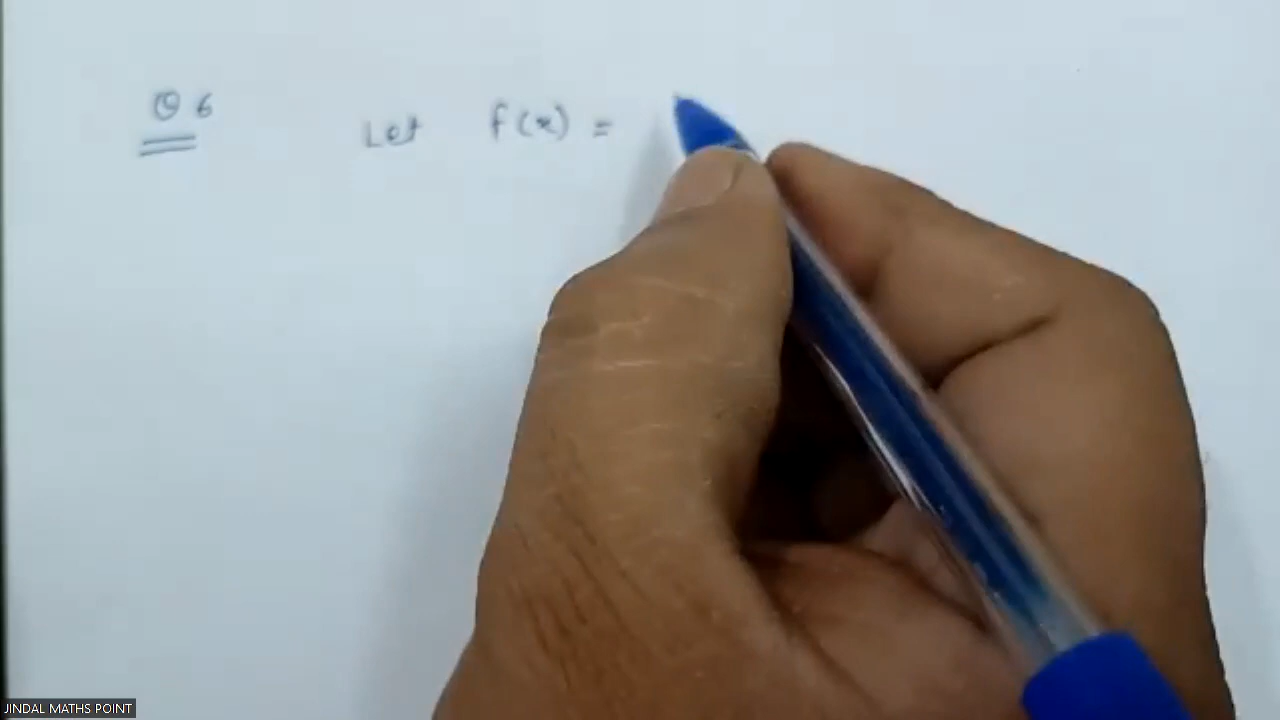 Q 6 Let f(x) =
JINDAL MATHS POINT